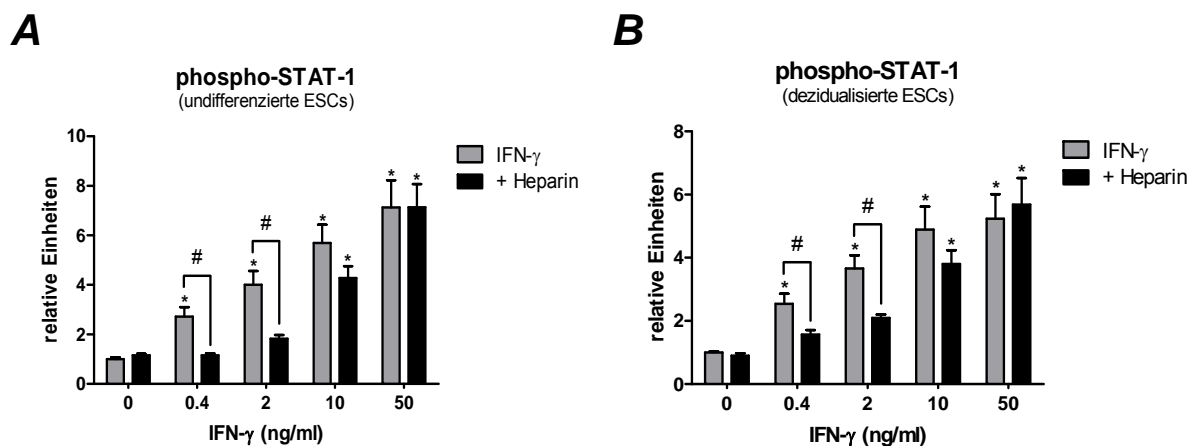 A
phospho-STAT-1
(undifferenzierte ESCs)
relative Einheiten
10
8
6
4
2
0
* # * # * * * *
0 0.4 2 10 50
IFN-γ (ng/ml)
IFN-γ
+ Heparin
B
phospho-STAT-1
(dezidualisierte ESCs)
relative Einheiten
8
6
4
2
0
* # * # * * * *
0 0.4 2 10 50
IFN-γ (ng/ml)
IFN-γ
+ Heparin